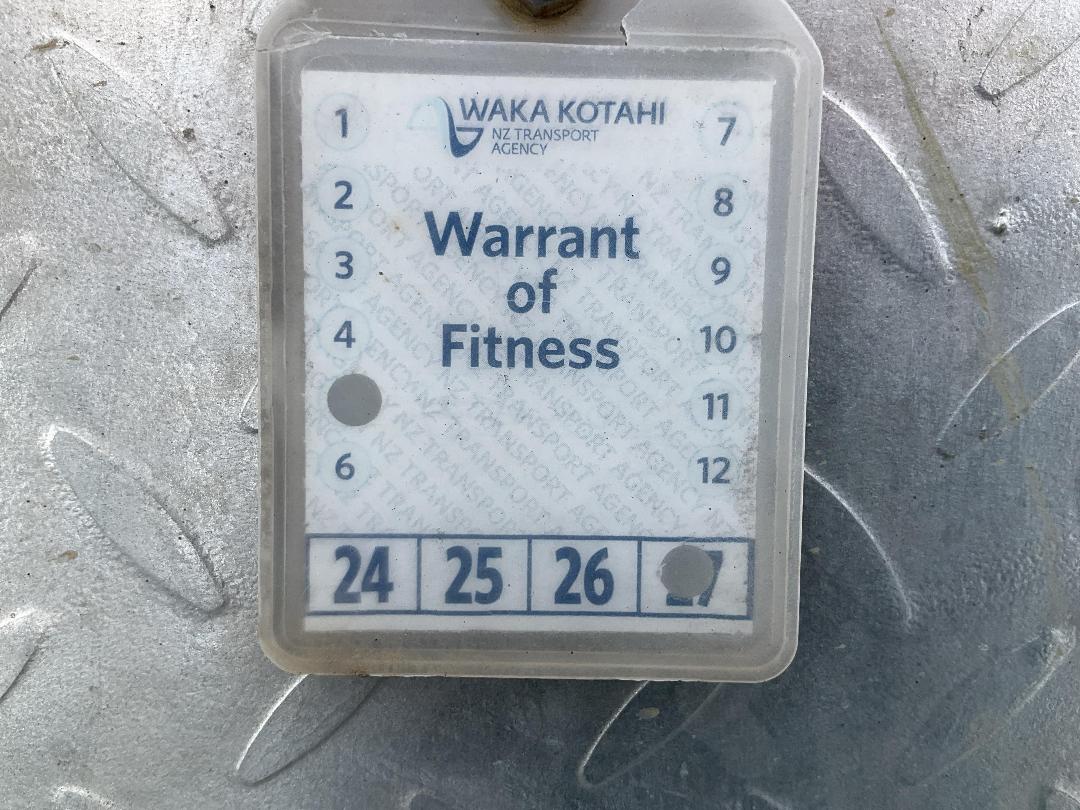 WAKA KOTAHI
NZ TRANSPORT
AGENCY
1
2
3
4
6
7
8
9
10
11
12
Warrant
of
Fitness
24 25 26 27